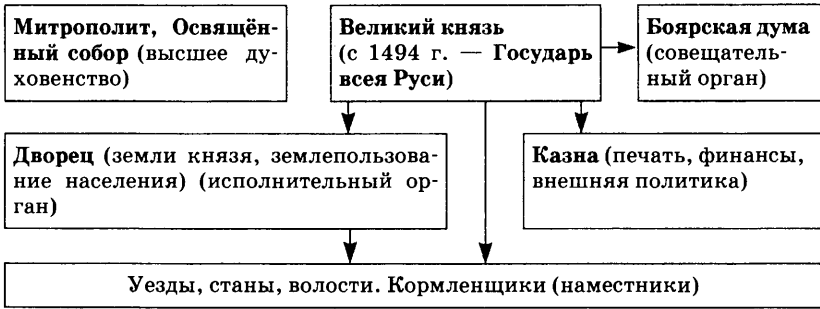 Митрополит, Освящён-
ный собор (высшее ду-
ховенство)
Великий князь
(с 1494 г. — Государь
всея Руси)
Боярская дума
(совещатель-
ный орган)
Дворец (земли князя, землепользова-
ние населения) (исполнительный ор-
ган)
Казна (печать, финансы,
внешняя политика)
Уезды, станы, волости. Кормленщики (наместники)